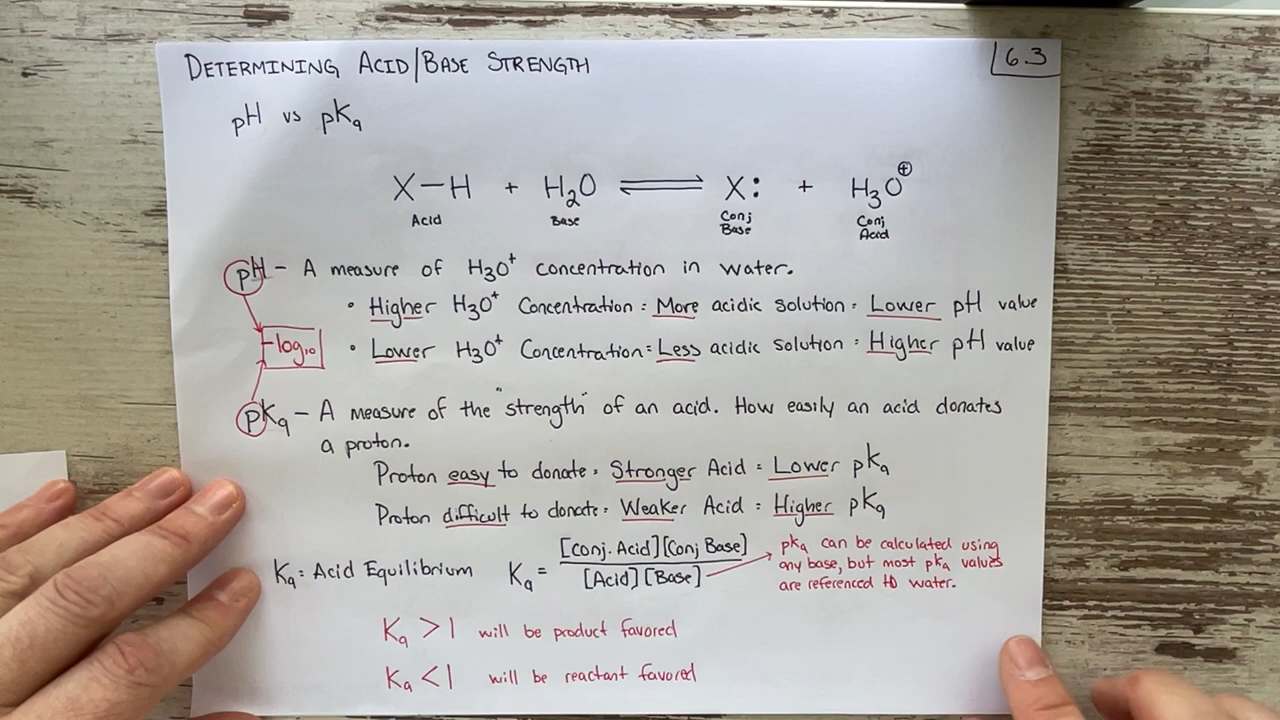 DETERMINING ACID/BASE STRENGTH
6.3
pH vs pKa
X–H + H₂O ⇌ X: + H₃O⊕
Acid Base Conj Base Conj Acid
pH – A measure of H3O⁺ concentration in water.
• Higher H3O⁺ Concentration = More acidic solution = Lower pH value
-log₁₀
• Lower H3O⁺ Concentration = Less acidic solution = Higher pH value
pKa – A measure of the "strength" of an acid. How easily an acid donates
a proton.
Proton easy to donate = Stronger Acid = Lower pKa
Proton difficult to donate = Weaker Acid = Higher pKa
Ka = Acid Equilibrium Ka = [Conj. Acid][Conj Base] / [Acid][Base]
pKa can be calculated using
any base, but most pKa values
are referenced to water.
Ka > 1 will be product favored
Ka < 1 will be reactant favored